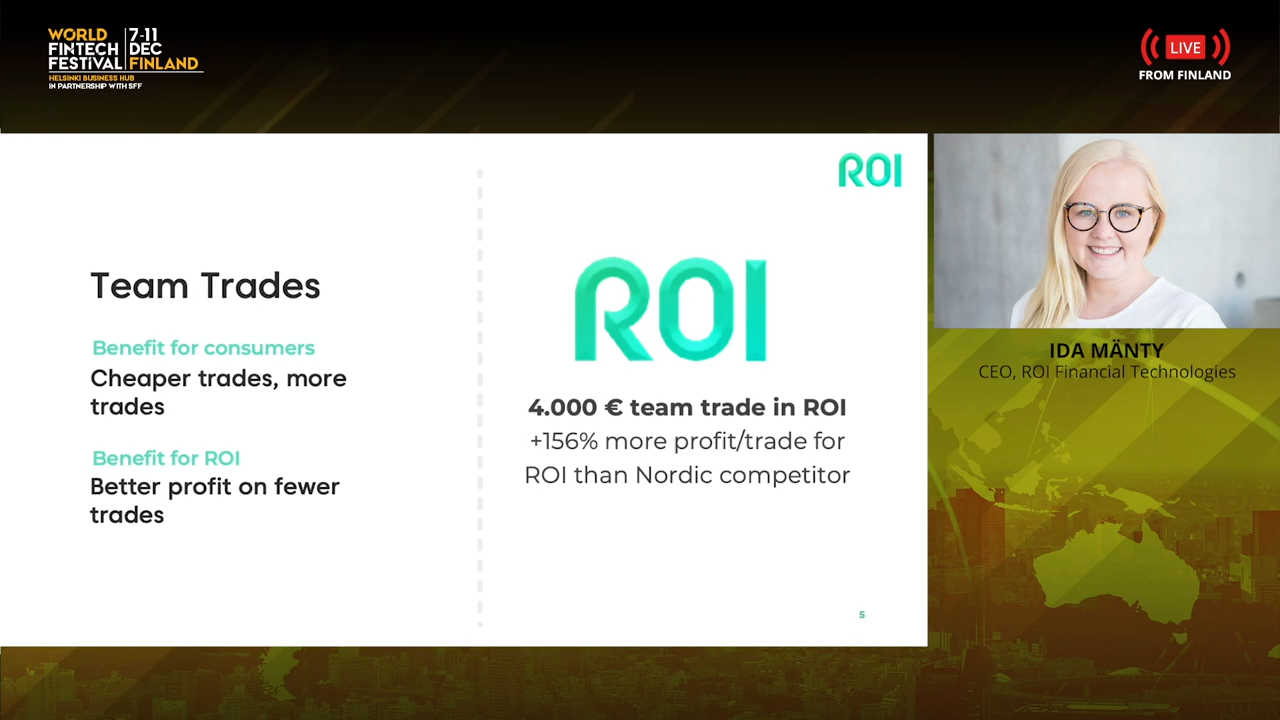 WORLD
FINTECH
FESTIVAL
7-11
DEC
FINLAND
HELSINKI BUSINESS HUB
IN PARTNERSHIP WITH SFF
LIVE
FROM FINLAND
ROI
Team Trades
Benefit for consumers
Cheaper trades, more
trades
Benefit for ROI
Better profit on fewer
trades
ROI
4.000 € team trade in ROI
+156% more profit/trade for
ROI than Nordic competitor
5
IDA MÄNTY
CEO, ROI Financial Technologies